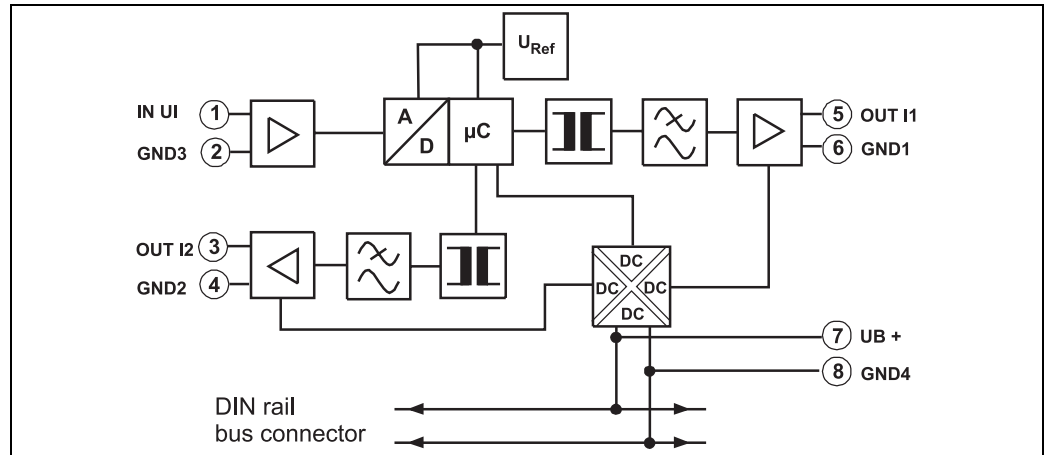 U Ref
IN UI 1
GND3 2
A
D
µC
5 OUT I1
6 GND1
OUT I2 3
GND2 4
DC
DC DC
DC
7 UB +
8 GND4
DIN rail
bus connector